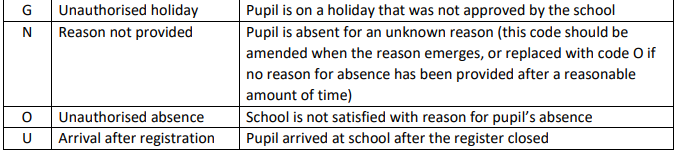 G Unauthorised holiday Pupil is on a holiday that was not approved by the school
N Reason not provided Pupil is absent for an unknown reason (this code should be
amended when the reason emerges, or replaced with code O if
no reason for absence has been provided after a reasonable
amount of time)
O Unauthorised absence School is not satisfied with reason for pupil's absence
U Arrival after registration Pupil arrived at school after the register closed